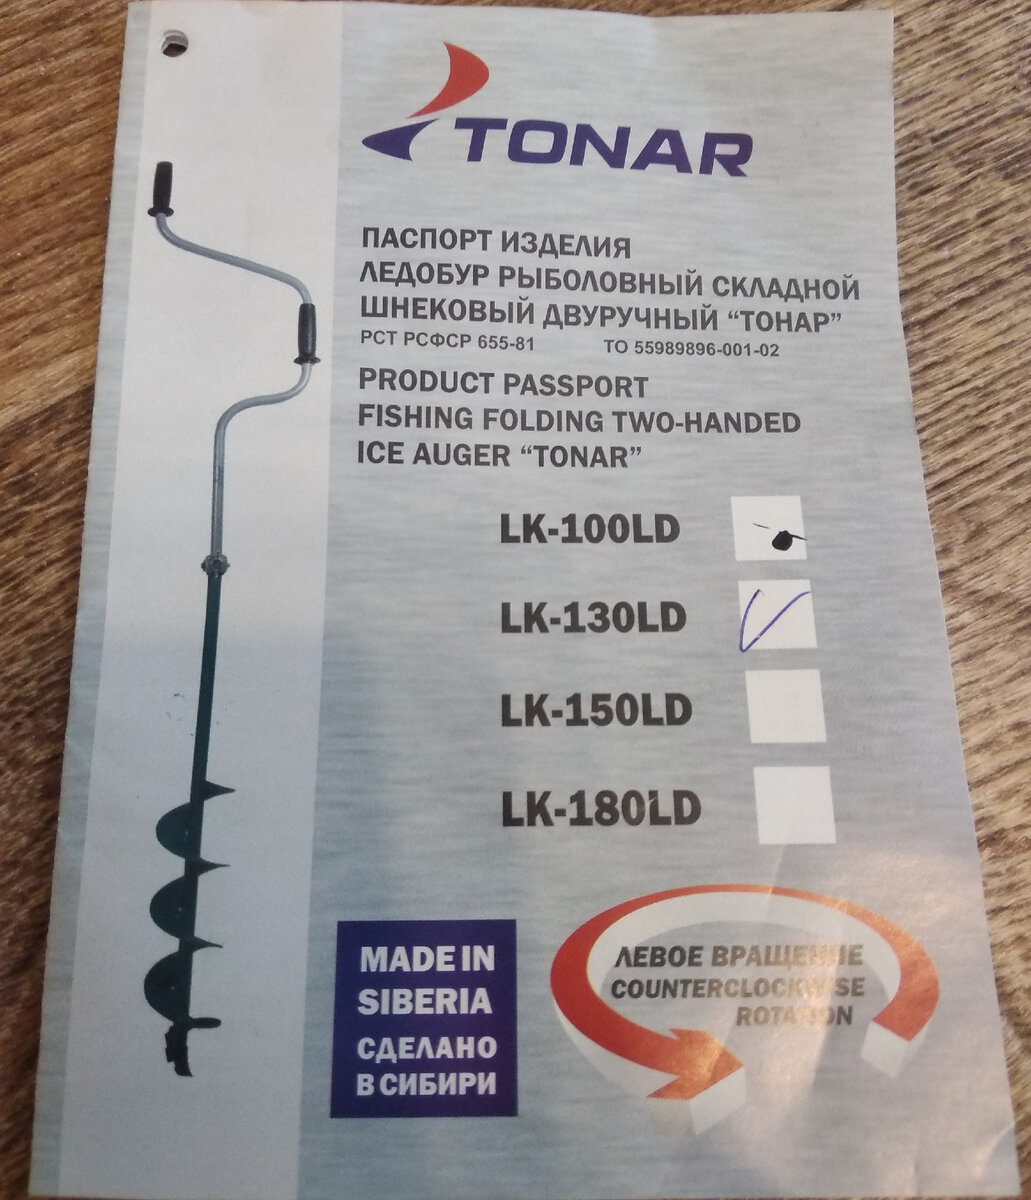 TONAR
ПАСПОРТ ИЗДЕЛИЯ
ЛЕДОБУР РЫБОЛОВНЫЙ СКЛАДНОЙ
ШНЕКОВЫЙ ДВУРУЧНЫЙ “ТОНАР”
РСТ РСФСР 655-81 ТО 55989896-001-02
PRODUCT PASSPORT
FISHING FOLDING TWO-HANDED
ICE AUGER “TONAR”
LK-100LD
LK-130LD
LK-150LD
LK-180LD
MADE IN
SIBERIA
СДЕЛАНО
В СИБИРИ
ЛЕВОЕ ВРАЩЕНИЕ
COUNTERCLOCKWISE
ROTATION